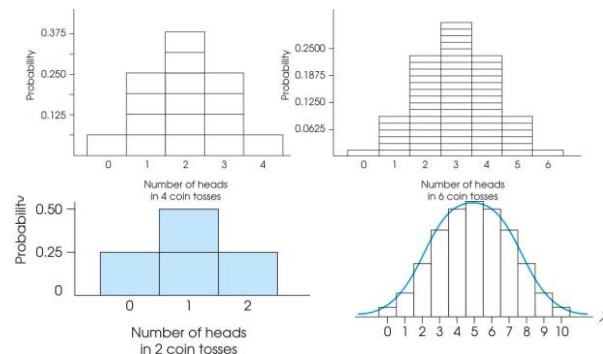 Probability
0.375
0.250
0.125
0 1 2 3 4
Number of heads
in 4 coin tosses
Probability
0.2500
0.1875
0.1250
0.0625
0 1 2 3 4 5 6
Number of heads
in 6 coin tosses
Probability
0.50
0.25
0
0 1 2
Number of heads
in 2 coin tosses
0 1 2 3 4 5 6 7 8 9 10